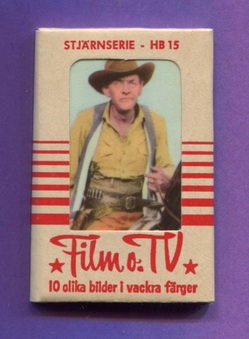 STJÄRNSERIE - HB 15
Film o. TV
10 olika bilder i vackra färger